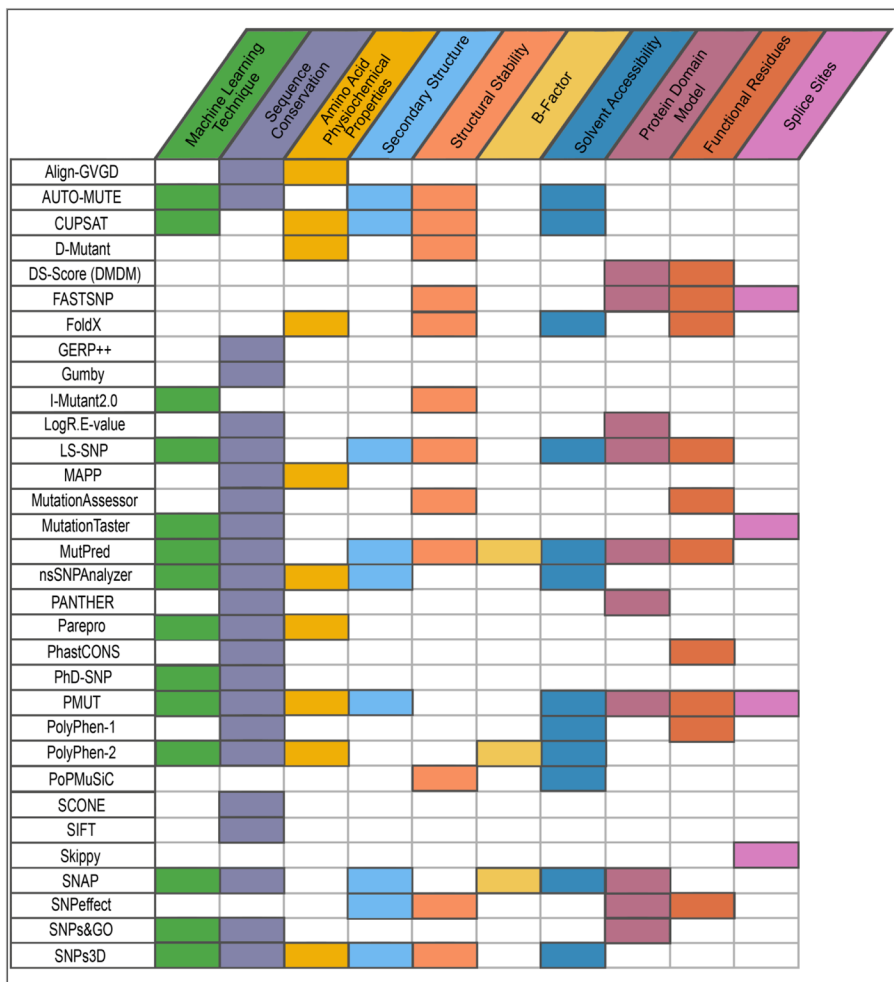 Machine Learning
Technique
Sequence
Conservation
Amino Acid
Physiochemical
Properties
Secondary Structure
Structural Stability
B-Factor
Solvent Accessibility
Protein Domain
Model
Functional Residues
Splice Sites
Align-GVGD
AUTO-MUTE
CUPSAT
D-Mutant
DS-Score (DMDM)
FASTSNP
FoldX
GERP++
Gumby
I-Mutant2.0
LogR.E-value
LS-SNP
MAPP
MutationAssessor
MutationTaster
MutPred
nsSNPAnalyzer
PANTHER
Parepro
PhastCONS
PhD-SNP
PMUT
PolyPhen-1
PolyPhen-2
PoPMuSiC
SCONE
SIFT
Skippy
SNAP
SNPeffect
SNPs&GO
SNPs3D